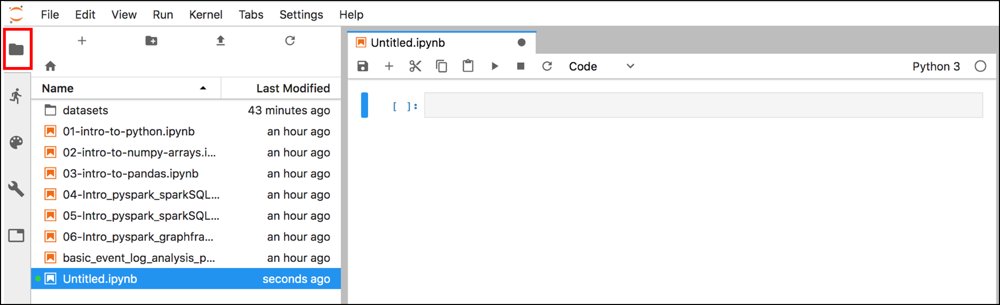 File Edit View Run Kernel Tabs Settings Help
Untitled.ipynb
Code Python 3
Name Last Modified
[ ]:
datasets 43 minutes ago
01-intro-to-python.ipynb an hour ago
02-intro-to-numpy-arrays.i... an hour ago
03-intro-to-pandas.ipynb an hour ago
04-Intro_pyspark_sparkSQL... an hour ago
05-Intro_pyspark_sparkSQL... an hour ago
06-Intro_pyspark_graphfra... an hour ago
basic_event_log_analysis_p... an hour ago
Untitled.ipynb seconds ago